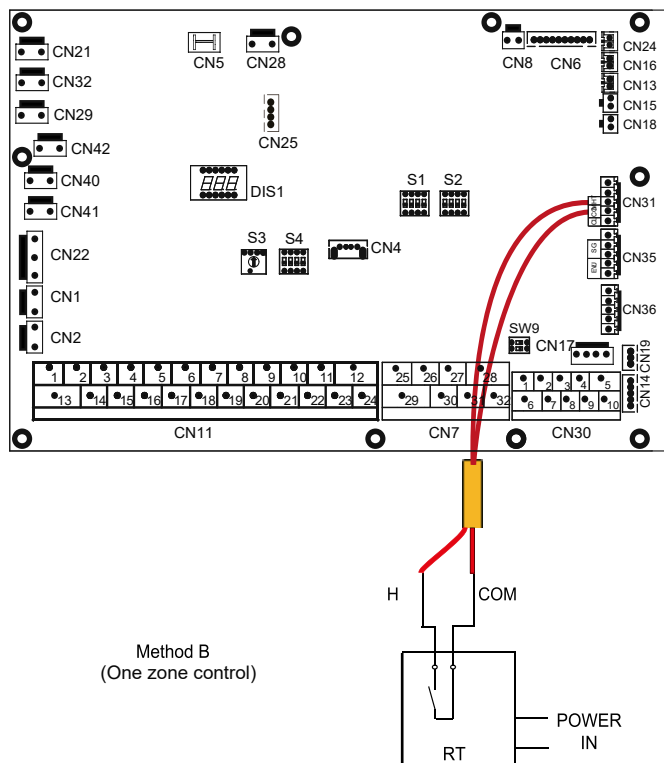 CN21
CN5
CN28
CN8
CN6
CN24
CN16
CN13
CN15
CN18
CN32
CN29
CN25
CN42
CN40
DIS1
S1
S2
CN41
HT
COM
CL
CN31
CN22
S3
S4
CN4
SG
EVU
CN35
CN1
CN36
CN2
SW9
CN17
CN19
1 2 3 4 5 6 7 8 9 10 11 12
25 26 27 28
1 2 3 4 5
CN14
13 14 15 16 17 18 19 20 21 22 23 24
29 30 31 32
6 7 8 9 10
CN11
CN7
CN30
H
COM
Method B
(One zone control)
POWER
IN
RT